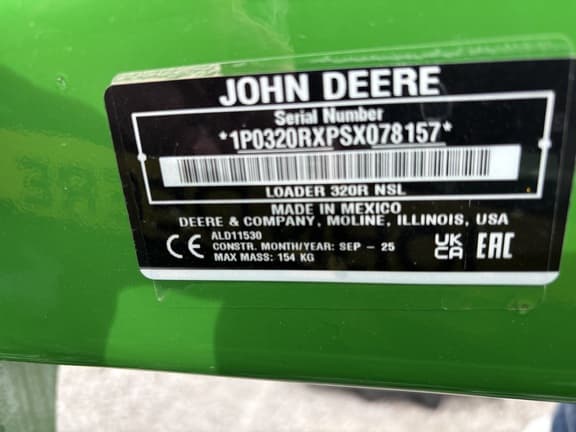 JOHN DEERE
Serial Number
*1P0320RXPSX078157*
LOADER 320R NSL
MADE IN MEXICO
DEERE & COMPANY, MOLINE, ILLINOIS, USA
ALD11530
CE CONSTR. MONTH/YEAR: SEP - 25 UK CA EAC
MAX MASS: 154 KG